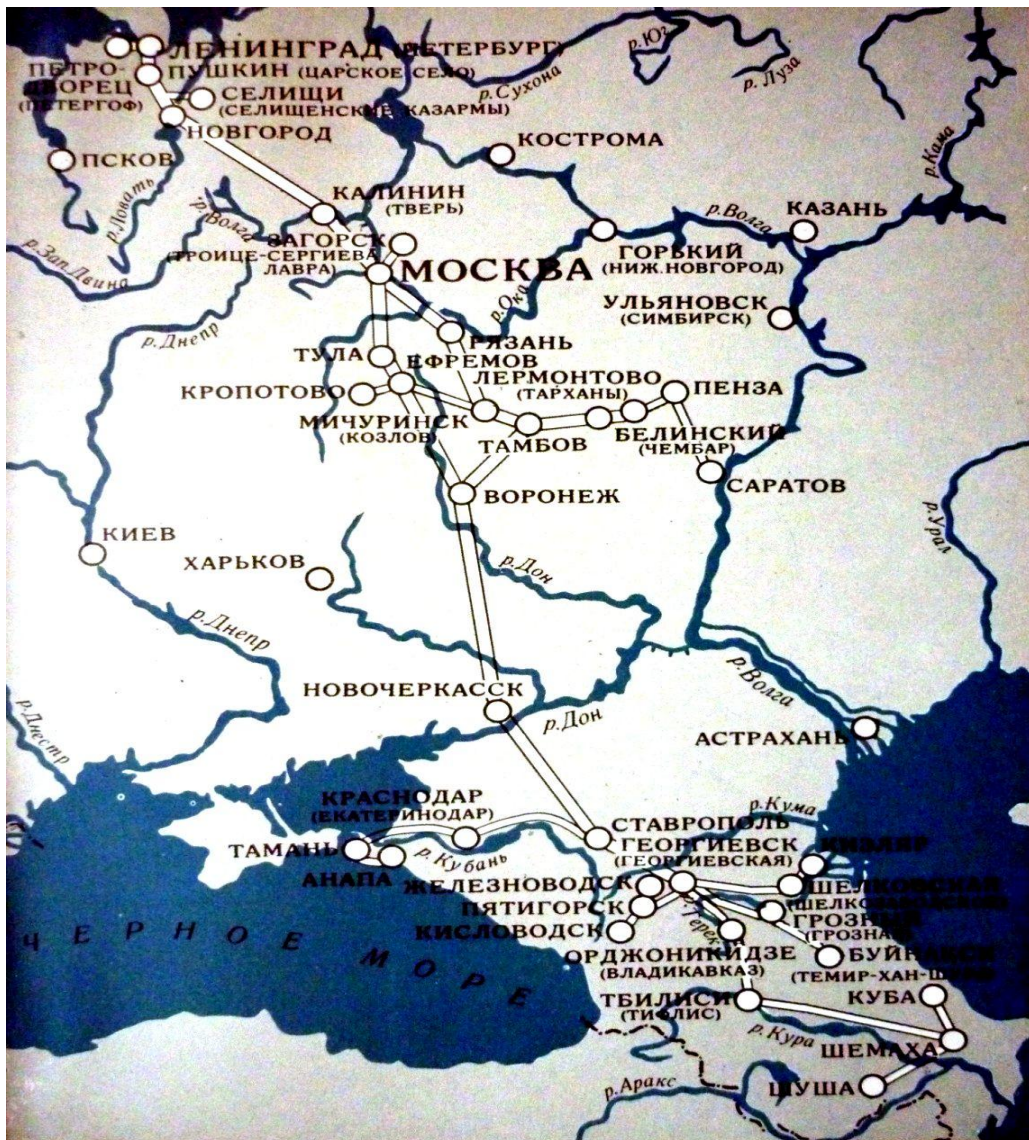 ЛЕНИНГРАД (ПЕТЕРБУРГ)
ПЕТРО-
ДВОРЕЦ
(ПЕТЕРГОФ)
ПУШКИН (ЦАРСКОЕ СЕЛО)
СЕЛИЩИ
(СЕЛИЩЕНСКИЕ КАЗАРМЫ)
НОВГОРОД
ПСКОВ
р.Ловать
р.Сухона
р.Юг
р.Луза
КОСТРОМА
р.Кама
КАЛИНИН
(ТВЕРЬ)
р.Волга
р.Волга
КАЗАНЬ
р.Зап.Двина
ЗАГОРСК
(ТРОИЦЕ-СЕРГИЕВА
ЛАВРА)
МОСКВА
ГОРЬКИЙ
(НИЖ.НОВГОРОД)
р.Ока
УЛЬЯНОВСК
(СИМБИРСК)
р.Днепр
РЯЗАНЬ
ТУЛА
ЕФРЕМОВ
КРОПОТОВО
ЛЕРМОНТОВО
(ТАРХАНЫ)
ПЕНЗА
МИЧУРИНСК
(КОЗЛОВ)
ТАМБОВ
БЕЛИНСКИЙ
(ЧЕМБАР)
САРАТОВ
ВОРОНЕЖ
КИЕВ
ХАРЬКОВ
р.Дон
р.Урал
р.Днепр
р.Волга
НОВОЧЕРКАССК
р.Дон
р.Днестр
АСТРАХАНЬ
КРАСНОДАР
(ЕКАТЕРИНОДАР)
р.Кума
ТАМАНЬ
р.Кубань
АНАПА
СТАВРОПОЛЬ
ГЕОРГИЕВСК
(ГЕОРГИЕВСКАЯ)
КИЗЛЯР
ЖЕЛЕЗНОВОДСК
ШЕЛКОВСКАЯ
(ШЕЛКОЗАВОДСКАЯ)
ПЯТИГОРСК
ГРОЗНЫЙ
(ГРОЗНАЯ)
КИСЛОВОДСК
р.Терек
ЧЕРНОЕ МОРЕ
ОРДЖОНИКИДЗЕ
(ВЛАДИКАВКАЗ)
БУЙНАКСК
(ТЕМИР-ХАН-ШУРА)
ТБИЛИСИ
(ТИФЛИС)
КУБА
р.Кура
ШЕМАХА
р.Аракс
ШУША